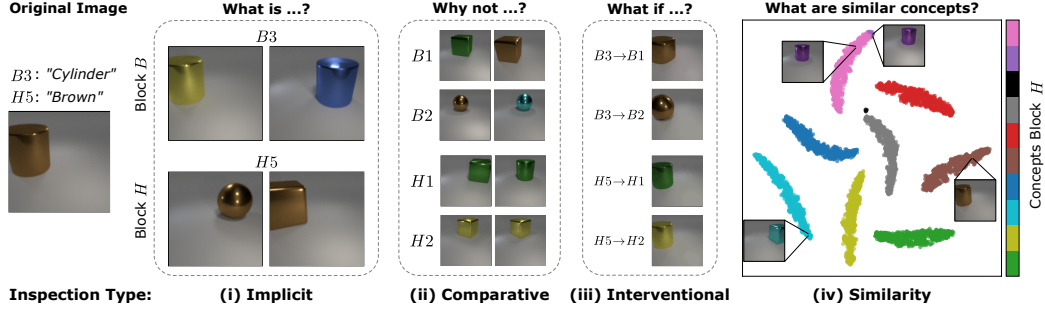 Original Image
What is ...?
Why not ...?
What if ...?
What are similar concepts?
B3: "Cylinder"
H5: "Brown"
Block B
B3
Block H
H5
B1
B2
H1
H2
B3→B1
B3→B2
H5→H1
H5→H2
Concepts Block H
Inspection Type:
(i) Implicit
(ii) Comparative
(iii) Interventional
(iv) Similarity